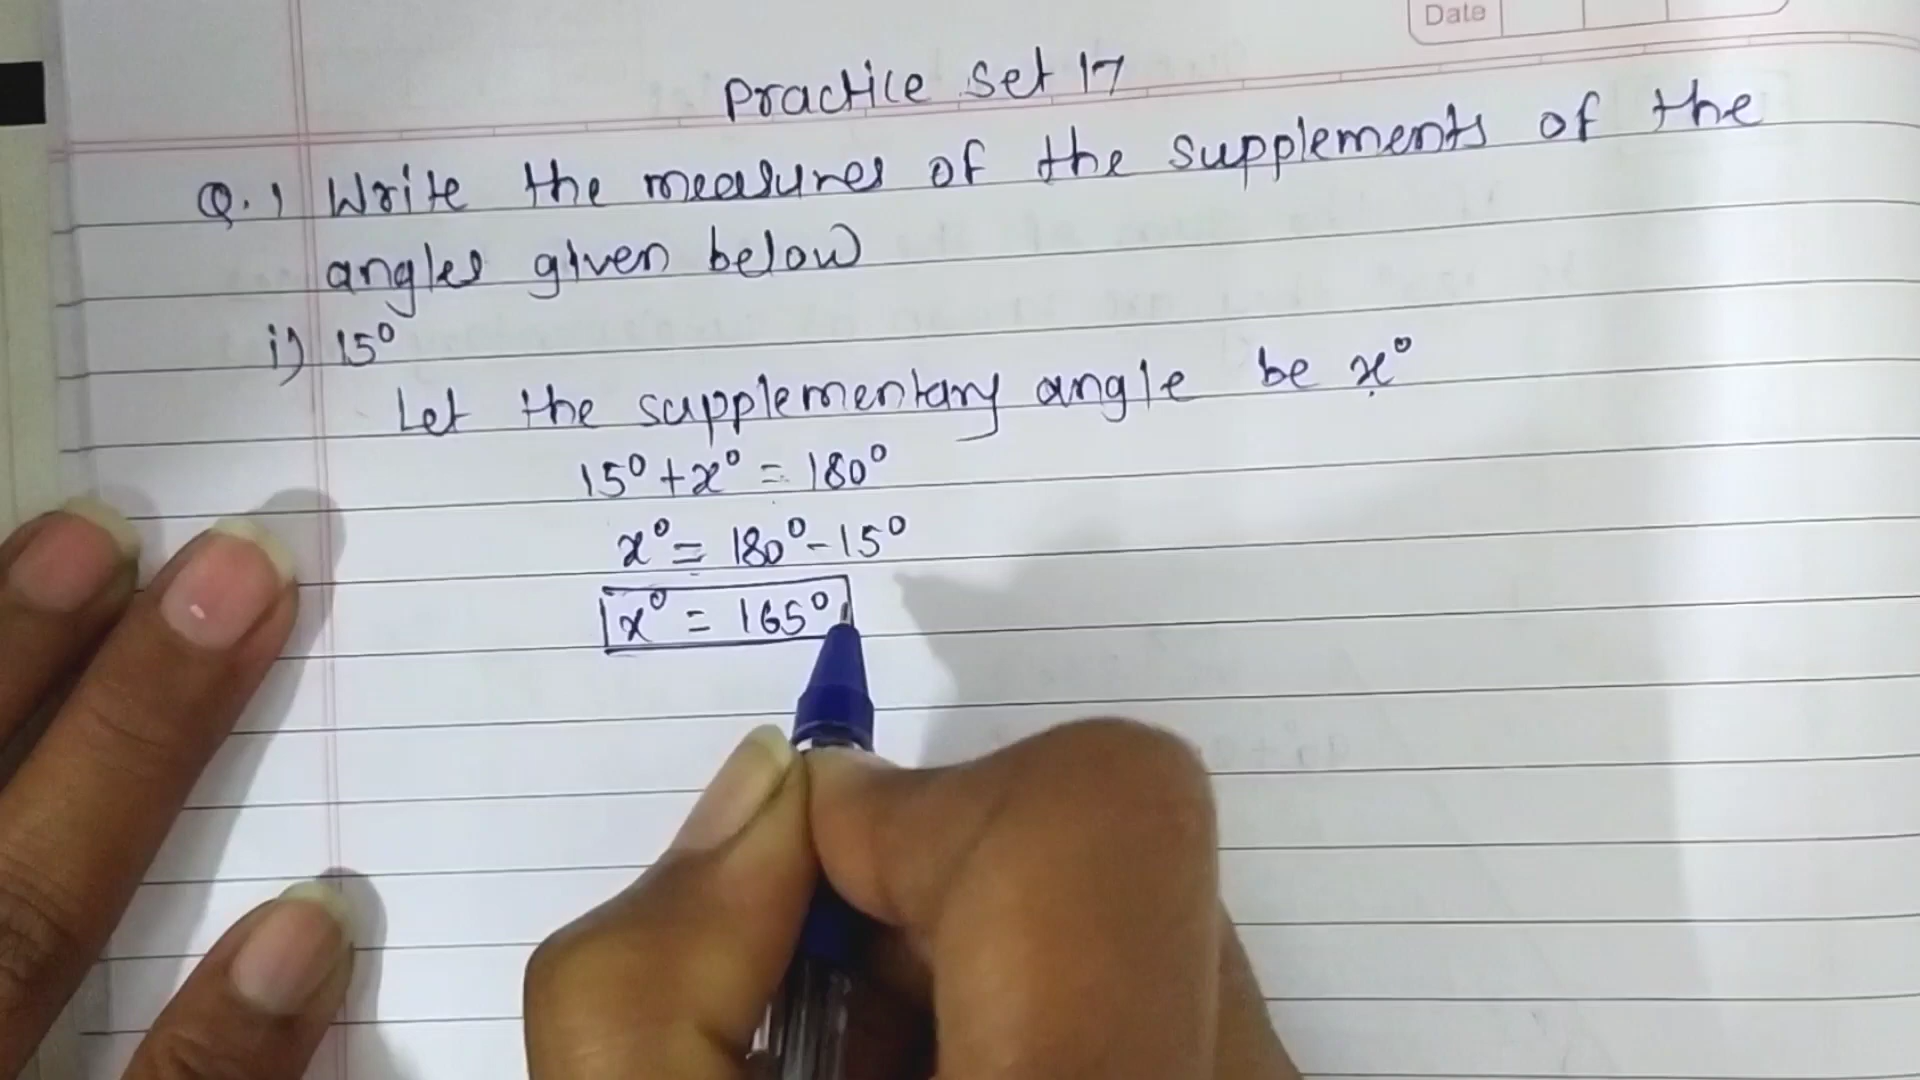 Date
Practice Set 17
Q.1 Write the measures of the supplements of the
angles given below
i) 15°
Let the supplementary angle be x°
15° + x° = 180°
x° = 180° - 15°
x° = 165°